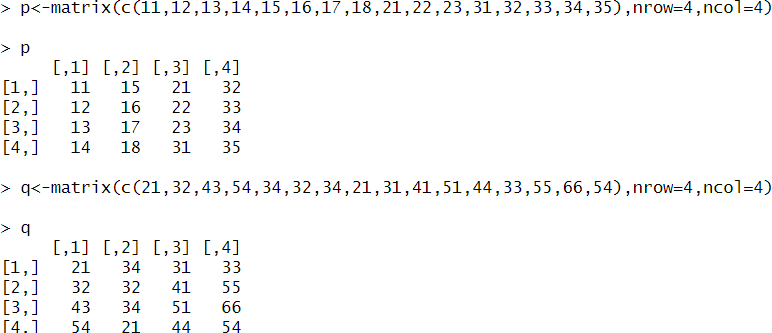 > p<-matrix(c(11,12,13,14,15,16,17,18,21,22,23,31,32,33,34,35),nrow=4,ncol=4)
> p
     [,1] [,2] [,3] [,4]
[1,]   11   15   21   32
[2,]   12   16   22   33
[3,]   13   17   23   34
[4,]   14   18   31   35
> q<-matrix(c(21,32,43,54,34,32,34,21,31,41,51,44,33,55,66,54),nrow=4,ncol=4)
> q
     [,1] [,2] [,3] [,4]
[1,]   21   34   31   33
[2,]   32   32   41   55
[3,]   43   34   51   66
[4,]   54   21   44   54